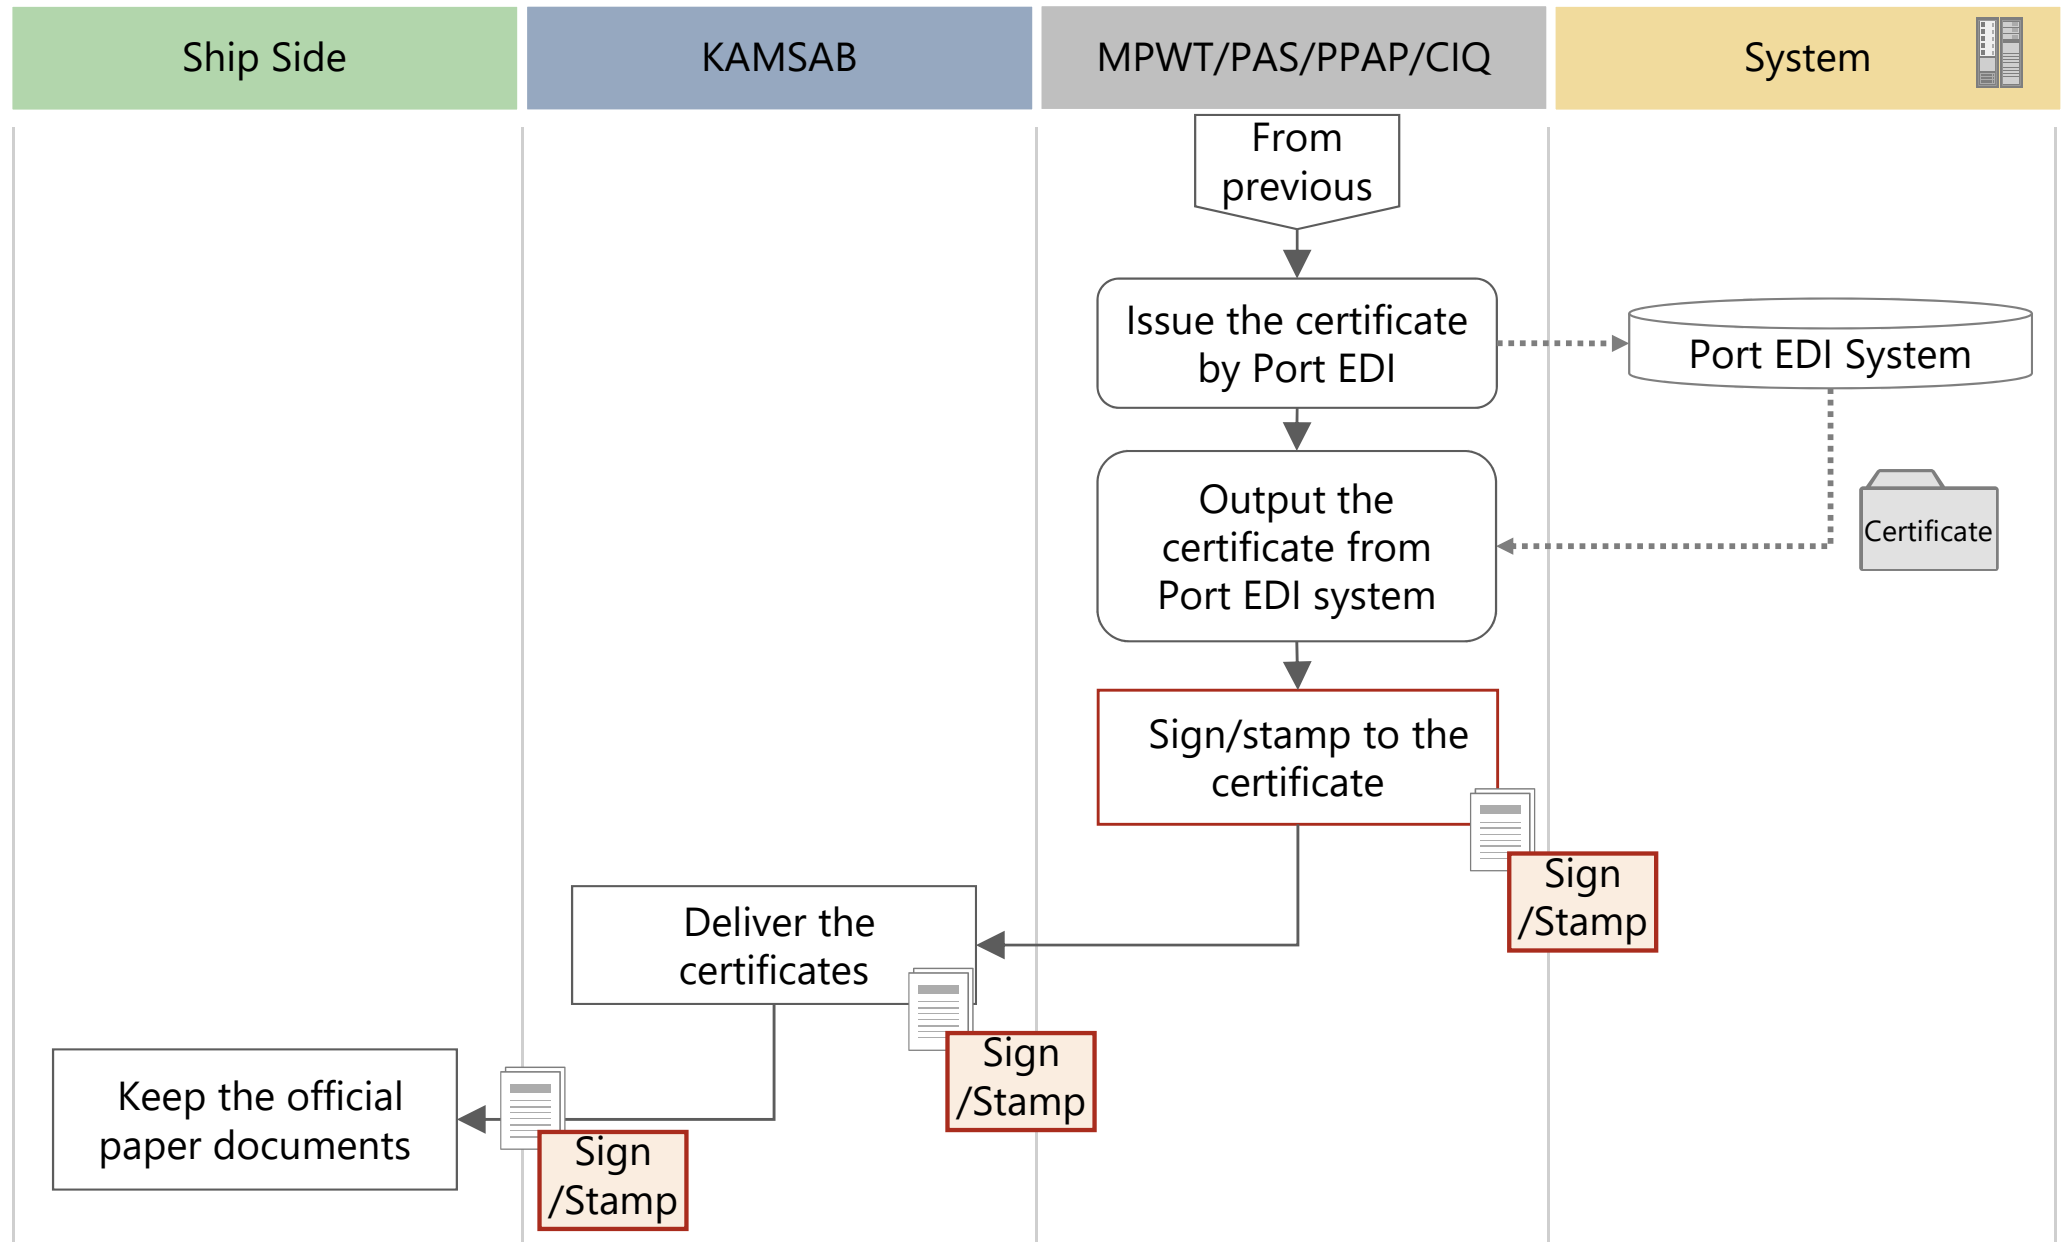 Ship Side
KAMSAB
MPWT/PAS/PPAP/CIQ
System
From
previous
Issue the certificate
by Port EDI
Port EDI System
Output the
certificate from
Port EDI system
Certificate
Sign/stamp to the
certificate
Sign
/Stamp
Deliver the
certificates
Sign
/Stamp
Keep the official
paper documents
Sign
/Stamp